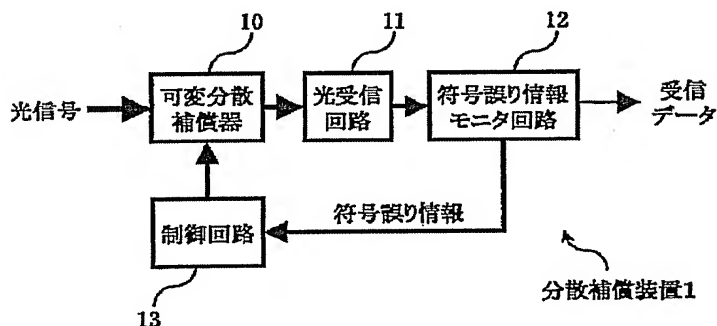 10
11
12
光信号
可変分散
補償器
光受信
回路
符号誤り情報
モニタ回路
受信
データ
制御回路
符号誤り情報
13
分散補償装置1